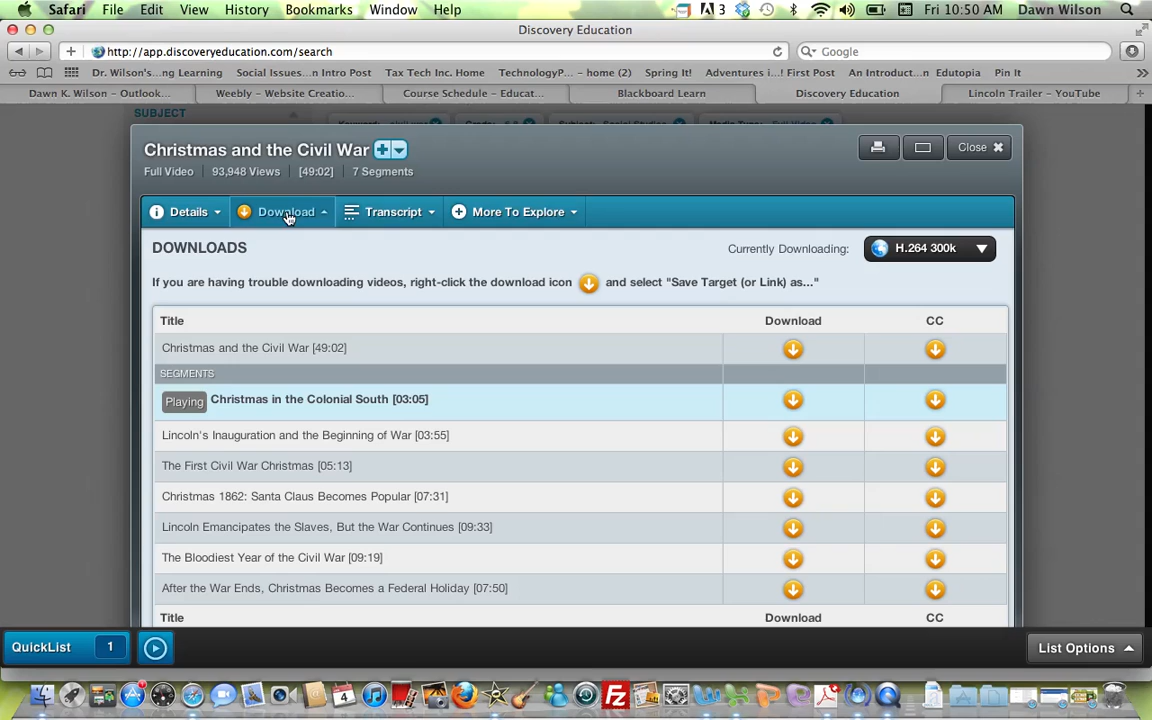 Safari File Edit View History Bookmarks Window Help 3 Fri 10:50 AM Dawn Wilson
Discovery Education
http://app.discoveryeducation.com/search Google
Dr. Wilson's...ng Learning Social Issues...n Intro Post Tax Tech Inc. Home TechnologyP... – home (2) Spring It! Adventures i...! First Post An Introduct...n Edutopia Pin It
Dawn K. Wilson – Outlook... Weebly – Website Creatio... Course Schedule – Educat... Blackboard Learn Discovery Education Lincoln Trailer – YouTube
SUBJECT
Christmas and the Civil War Close
Full Video 93,948 Views [49:02] 7 Segments
Details Download Transcript More To Explore
DOWNLOADS Currently Downloading: H.264 300k
If you are having trouble downloading videos, right-click the download icon and select "Save Target (or Link) as..."
Title Download CC
Christmas and the Civil War [49:02]
SEGMENTS
Playing Christmas in the Colonial South [03:05]
Lincoln's Inauguration and the Beginning of War [03:55]
The First Civil War Christmas [05:13]
Christmas 1862: Santa Claus Becomes Popular [07:31]
Lincoln Emancipates the Slaves, But the War Continues [09:33]
The Bloodiest Year of the Civil War [09:19]
After the War Ends, Christmas Becomes a Federal Holiday [07:50]
Title Download CC
QuickList 1 List Options
4 FZ